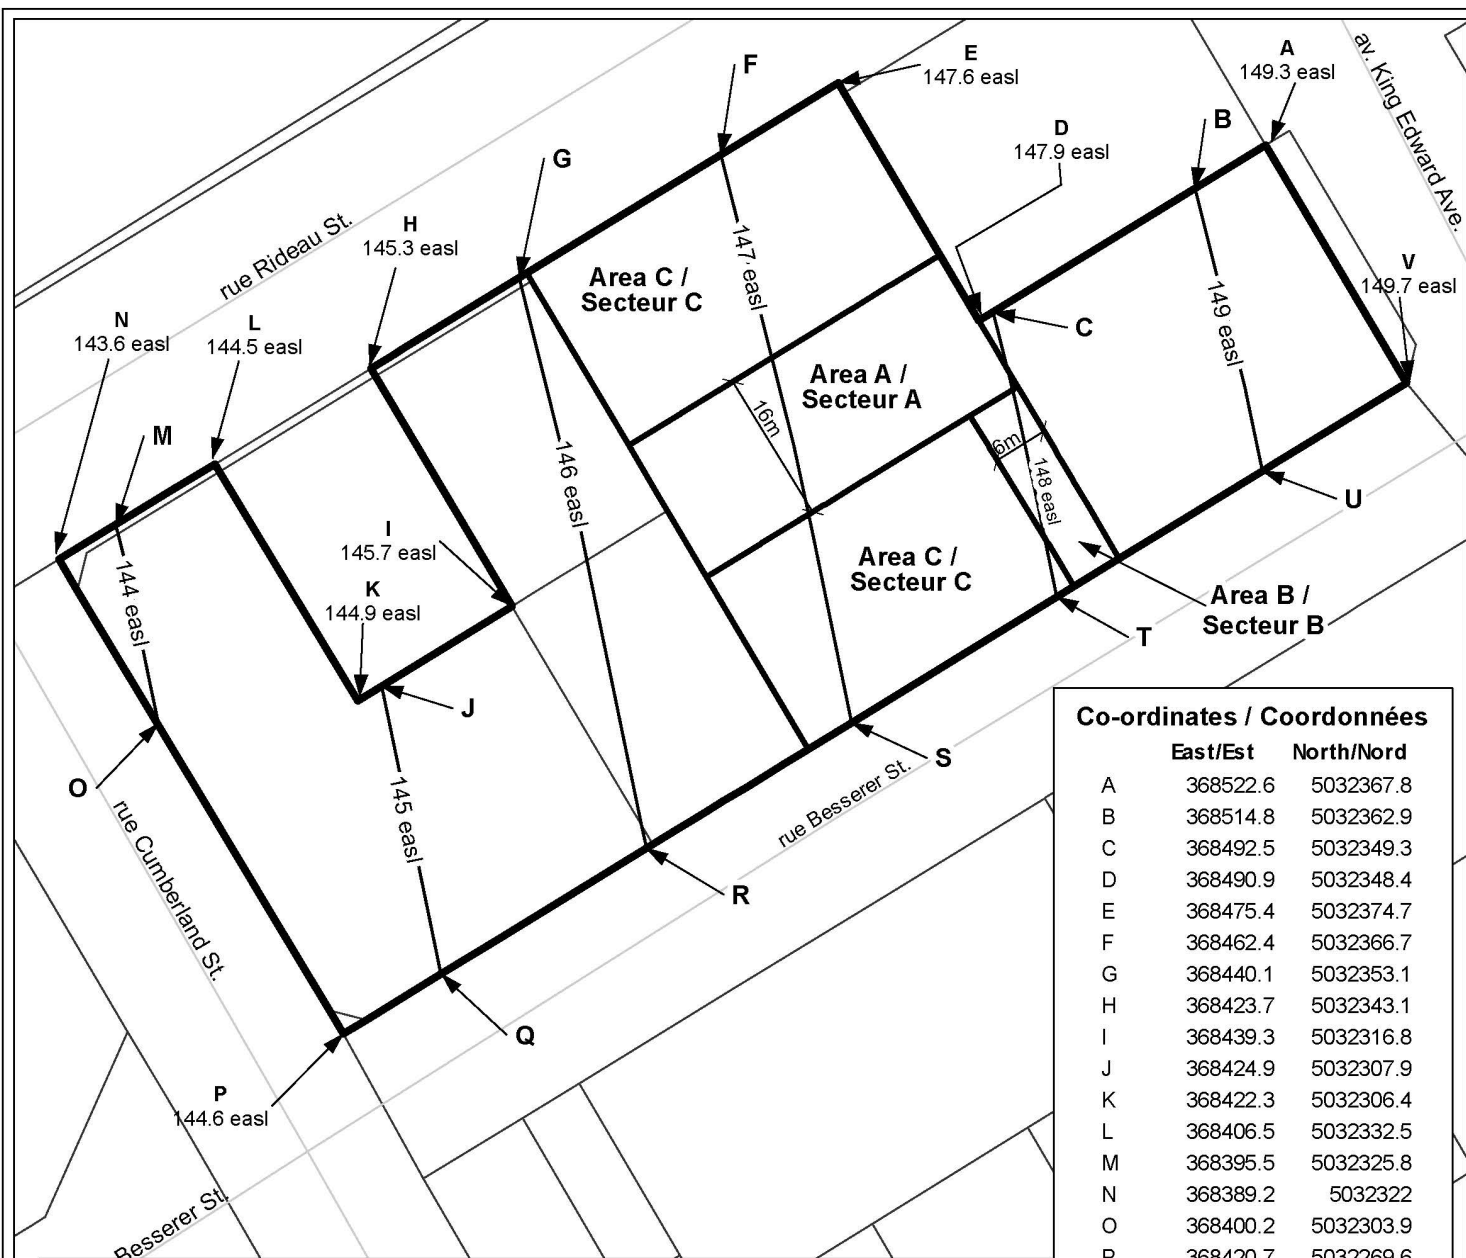 F
E
147.6 easl
A
149.3 easl
av. King Edward Ave.
B
D
147.9 easl
G
H
145.3 easl
rue Rideau St.
147 easl
Area C /
Secteur C
V
149.7 easl
N
143.6 easl
L
144.5 easl
149 easl
C
Area A /
Secteur A
16m
M
6m
146 easl
148 easl
U
I
145.7 easl
K
144.9 easl
Area C /
Secteur C
144 easl
Area B /
Secteur B
T
J
S
O
145 easl
rue Besserer St.
rue Cumberland St.
R
Q
P
144.6 easl
Besserer St.
Co-ordinates / Coordonnées
East/Est North/Nord
A 368522.6 5032367.8
B 368514.8 5032362.9
C 368492.5 5032349.3
D 368490.9 5032348.4
E 368475.4 5032374.7
F 368462.4 5032366.7
G 368440.1 5032353.1
H 368423.7 5032343.1
I 368439.3 5032316.8
J 368424.9 5032307.9
K 368422.3 5032306.4
L 368406.5 5032332.5
M 368395.5 5032325.8
N 368389.2 5032322
O 368400.2 5032303.9
P 368420.7 5032269.6